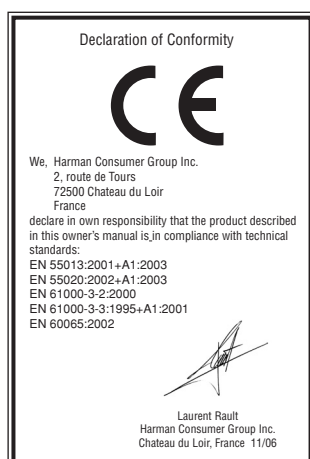 Declaration of Conformity
CE
We, Harman Consumer Group Inc.
2, route de Tours
72500 Chateau du Loir
France
declare in own responsibility that the product described
in this owner's manual is in compliance with technical
standards:
EN 55013:2001+A1:2003
EN 55020:2002+A1:2003
EN 61000-3-2:2000
EN 61000-3-3:1995+A1:2001
EN 60065:2002
Laurent Rault
Harman Consumer Group Inc.
Chateau du Loir, France 11/06